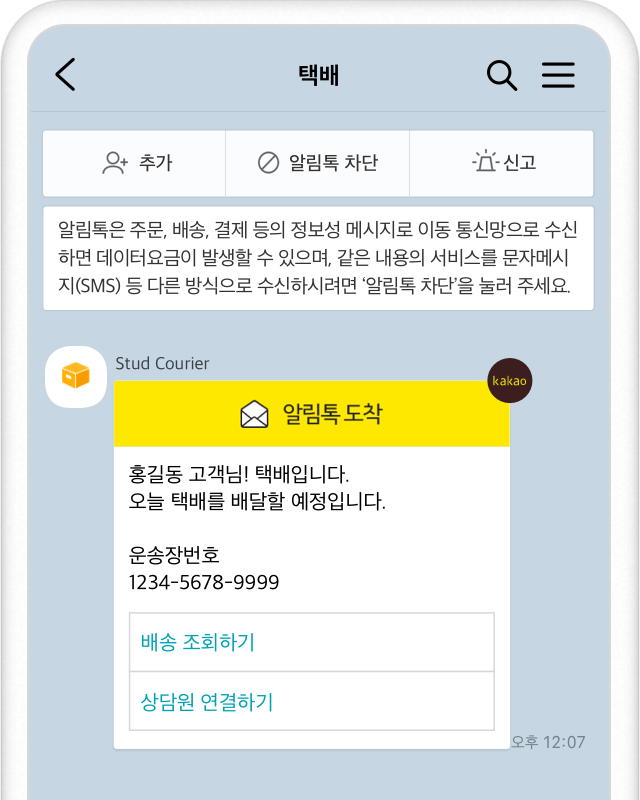 택배
추가
알림톡 차단
신고
알림톡은 주문, 배송, 결제 등의 정보성 메시지로 이동 통신망으로 수신
하면 데이터요금이 발생할 수 있으며, 같은 내용의 서비스를 문자메시
지(SMS) 등 다른 방식으로 수신하시려면 ‘알림톡 차단’을 눌러 주세요.
Stud Courier
kakao
알림톡 도착
홍길동 고객님! 택배입니다.
오늘 택배를 배달할 예정입니다.
운송장번호
1234-5678-9999
배송 조회하기
상담원 연결하기
오후 12:07